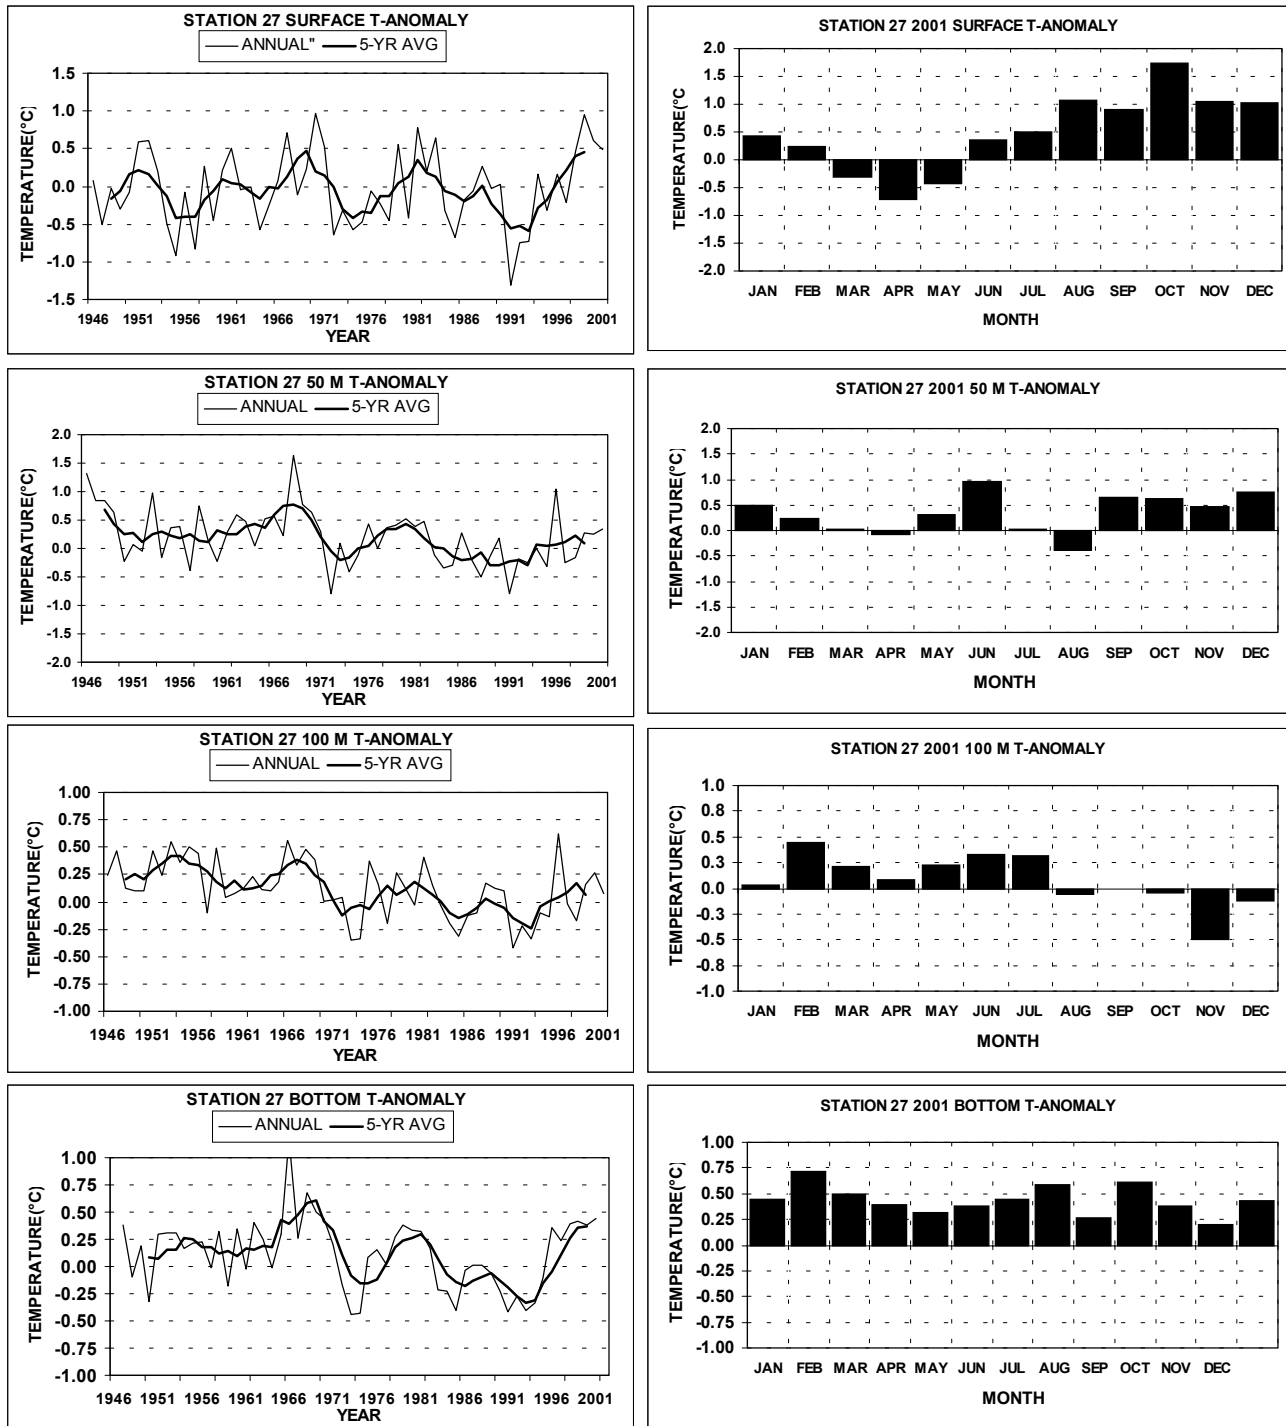 STATION 27 SURFACE T-ANOMALY
ANNUAL" 5-YR AVG
TEMPERATURE(°C)
1.5
1.0
0.5
0.0
-0.5
-1.0
-1.5
1946 1951 1956 1961 1966 1971 1976 1981 1986 1991 1996 2001
YEAR
STATION 27 2001 SURFACE T-ANOMALY
TEMPERATURE(°C
2.0
1.5
1.0
0.5
0.0
-0.5
-1.0
-1.5
-2.0
JAN FEB MAR APR MAY JUN JUL AUG SEP OCT NOV DEC
MONTH
STATION 27 50 M T-ANOMALY
ANNUAL 5-YR AVG
TEMPERATURE(°C)
2.0
1.5
1.0
0.5
0.0
-0.5
-1.0
-1.5
-2.0
1946 1951 1956 1961 1966 1971 1976 1981 1986 1991 1996 2001
YEAR
STATION 27 2001 50 M T-ANOMALY
TEMPERATURE(°C)
2.0
1.5
1.0
0.5
0.0
-0.5
-1.0
-1.5
-2.0
JAN FEB MAR APR MAY JUN JUL AUG SEP OCT NOV DEC
MONTH
STATION 27 100 M T-ANOMALY
ANNUAL 5-YR AVG
TEMPERATURE(°C)
1.00
0.75
0.50
0.25
0.00
-0.25
-0.50
-0.75
-1.00
1946 1951 1956 1961 1966 1971 1976 1981 1986 1991 1996 2001
YEAR
STATION 27 2001 100 M T-ANOMALY
TEMPERATURE(°C)
1.0
0.8
0.5
0.3
0.0
-0.3
-0.5
-0.8
-1.0
JAN FEB MAR APR MAY JUN JUL AUG SEP OCT NOV DEC
MONTH
STATION 27 BOTTOM T-ANOMALY
ANNUAL 5-YR AVG
TEMPERATURE(°C)
1.00
0.75
0.50
0.25
0.00
-0.25
-0.50
-0.75
-1.00
1946 1951 1956 1961 1966 1971 1976 1981 1986 1991 1996 2001
YEAR
STATION 27 2001 BOTTOM T-ANOMALY
TEMPERATURE(°C)
1.00
0.75
0.50
0.25
0.00
-0.25
-0.50
-0.75
-1.00
JAN FEB MAR APR MAY JUN JUL AUG SEP OCT NOV DEC
MONTH